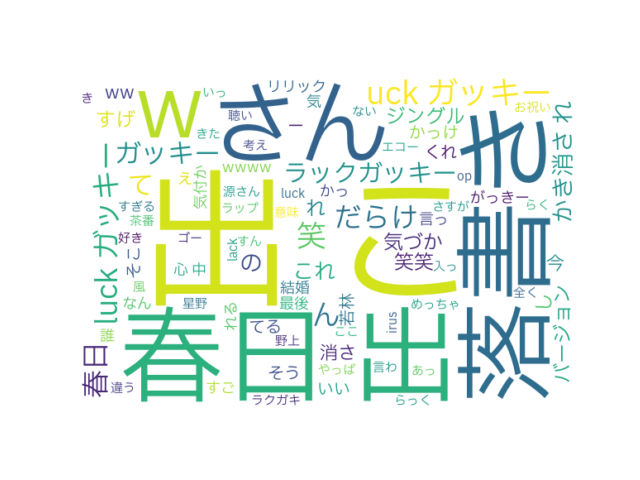 き
ww
いっ
リリック
気
uck ガッキー
お祝い
w
さん
すげ
聴い
ー
ない
ジングル
かっけ
かき消さ
れ
きた
考え
エコー
くれ
ガッキー
wwww
ラックガッキー
op
き
て
え
気付か
源さん
luck
かっ
だらけ
さすが
がっきー
らく
すぎる
ラップ
意味
れ
言っ
茶番
出
心
落書き
luck ガッキー
好き
ゴー
lack
すん
の
笑
気づか
そこ
心中
これ
笑笑
入っ
今
風
なん
結婚
全く
星野
最後
ん
若林
めっちゃ
し
バージョン
誰
春日
れる
てる
野上
ここ
出
irus
春日
消さ
違う
すご
そう
やっぱ
言わ
あっ
いい
ラクガキ
らっく